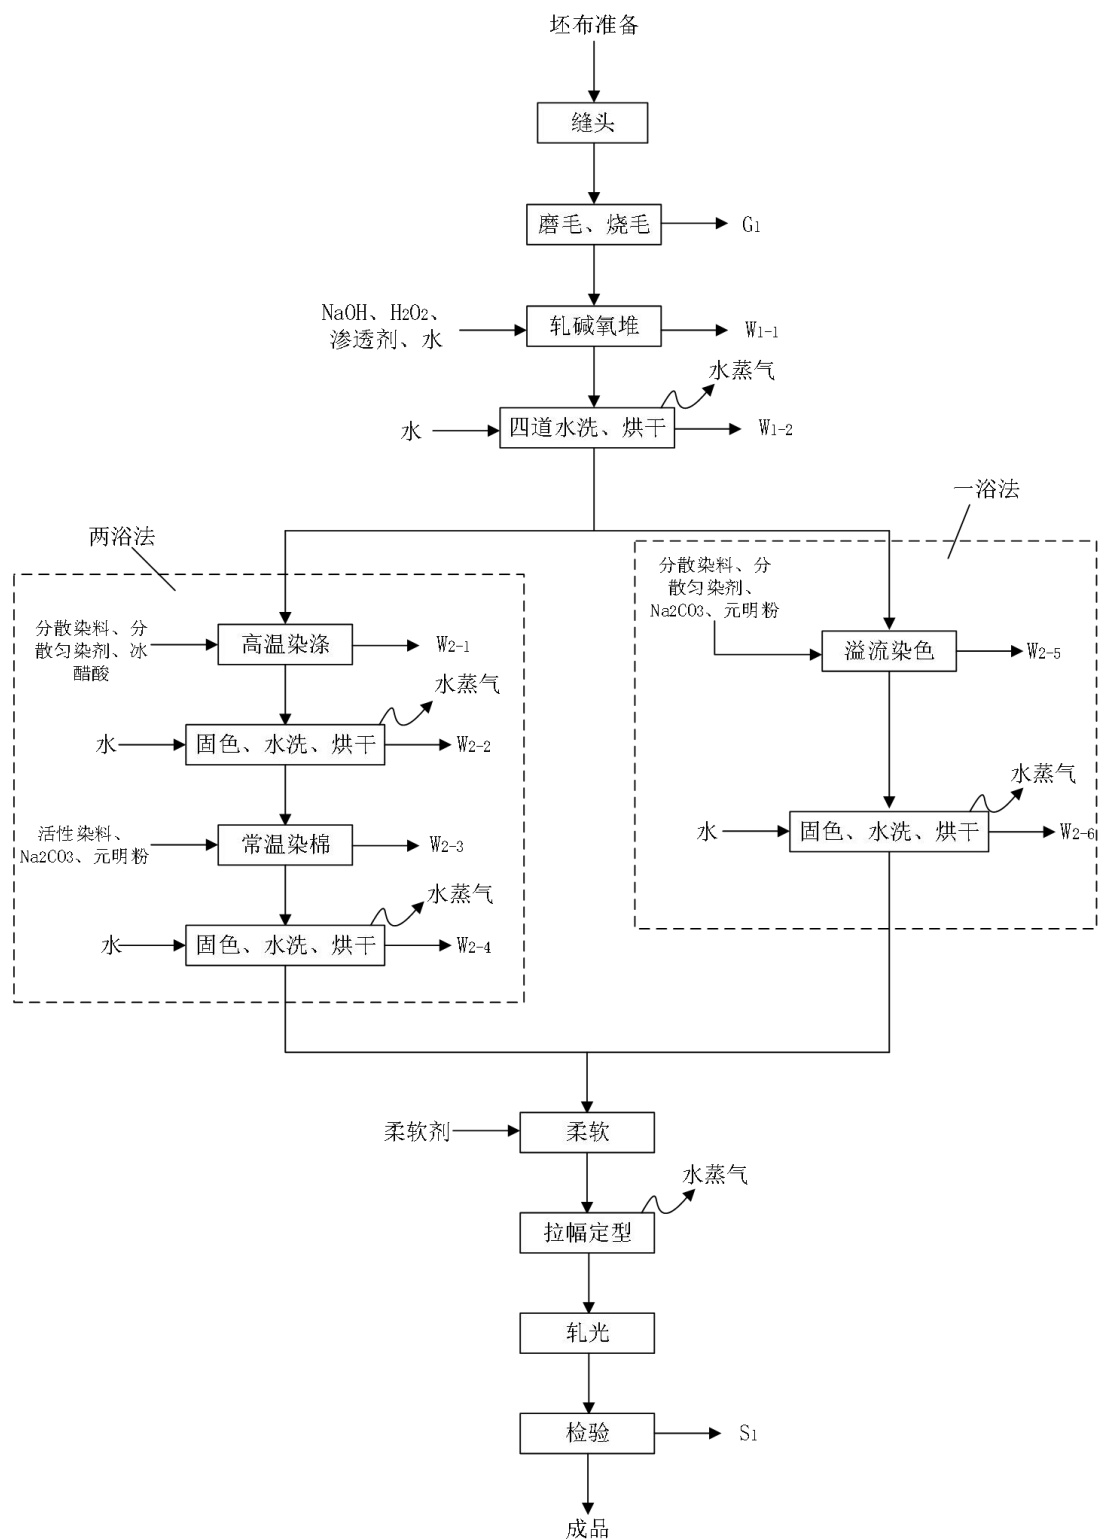 坯布准备
缝头
磨毛、烧毛
G1
NaOH、H2O2、
渗透剂、水
轧碱氧堆
W1-1
水蒸气
水
四道水洗、烘干
W1-2
两浴法
一浴法
分散染料、分
散匀染剂、冰
醋酸
高温染涤
W2-1
水蒸气
水
固色、水洗、烘干
W2-2
活性染料、
Na2CO3、元明粉
常温染棉
W2-3
水蒸气
水
固色、水洗、烘干
W2-4
分散染料、分
散匀染剂、
Na2CO3、元明粉
溢流染色
W2-5
水蒸气
水
固色、水洗、烘干
W2-6
柔软剂
柔软
水蒸气
拉幅定型
轧光
检验
S1
成品